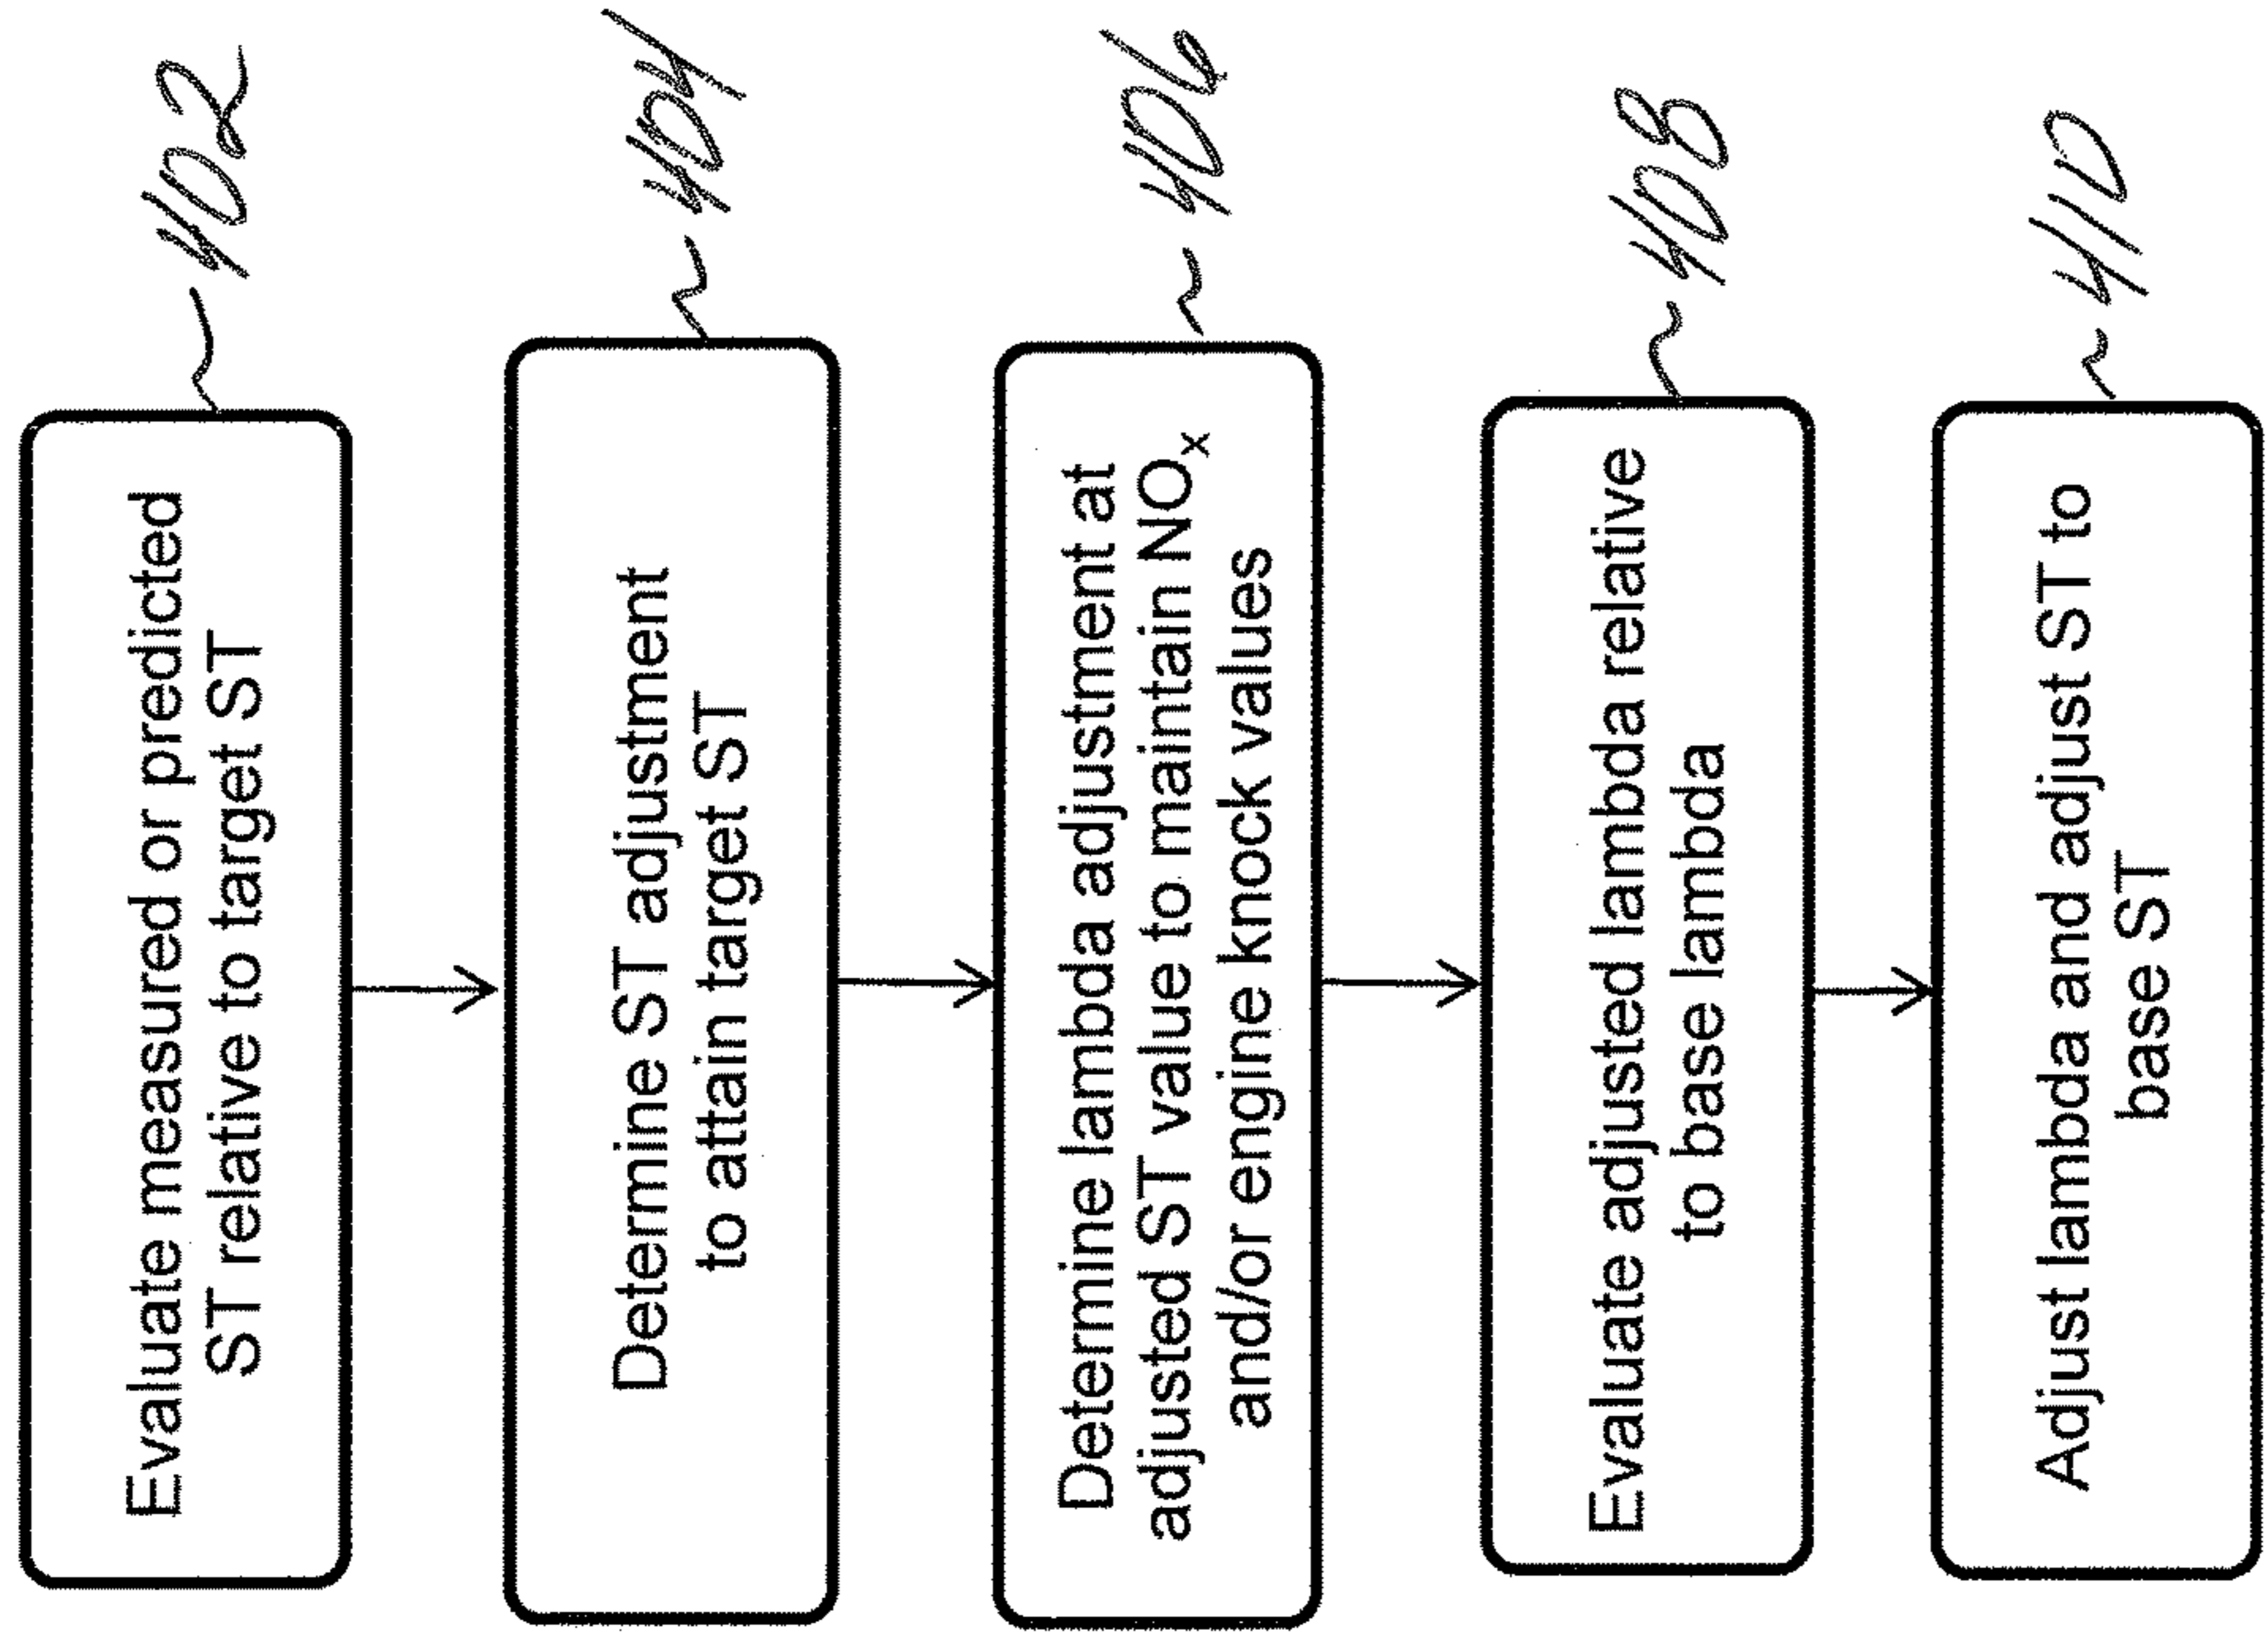 Evaluate measured or predicted
ST relative to target ST
402
Determine ST adjustment
to attain target ST
404
Determine lambda adjustment at
adjusted ST value to maintain NOx
and/or engine knock values
406
Evaluate adjusted lambda relative
to base lambda
408
Adjust lambda and adjust ST to
base ST
410